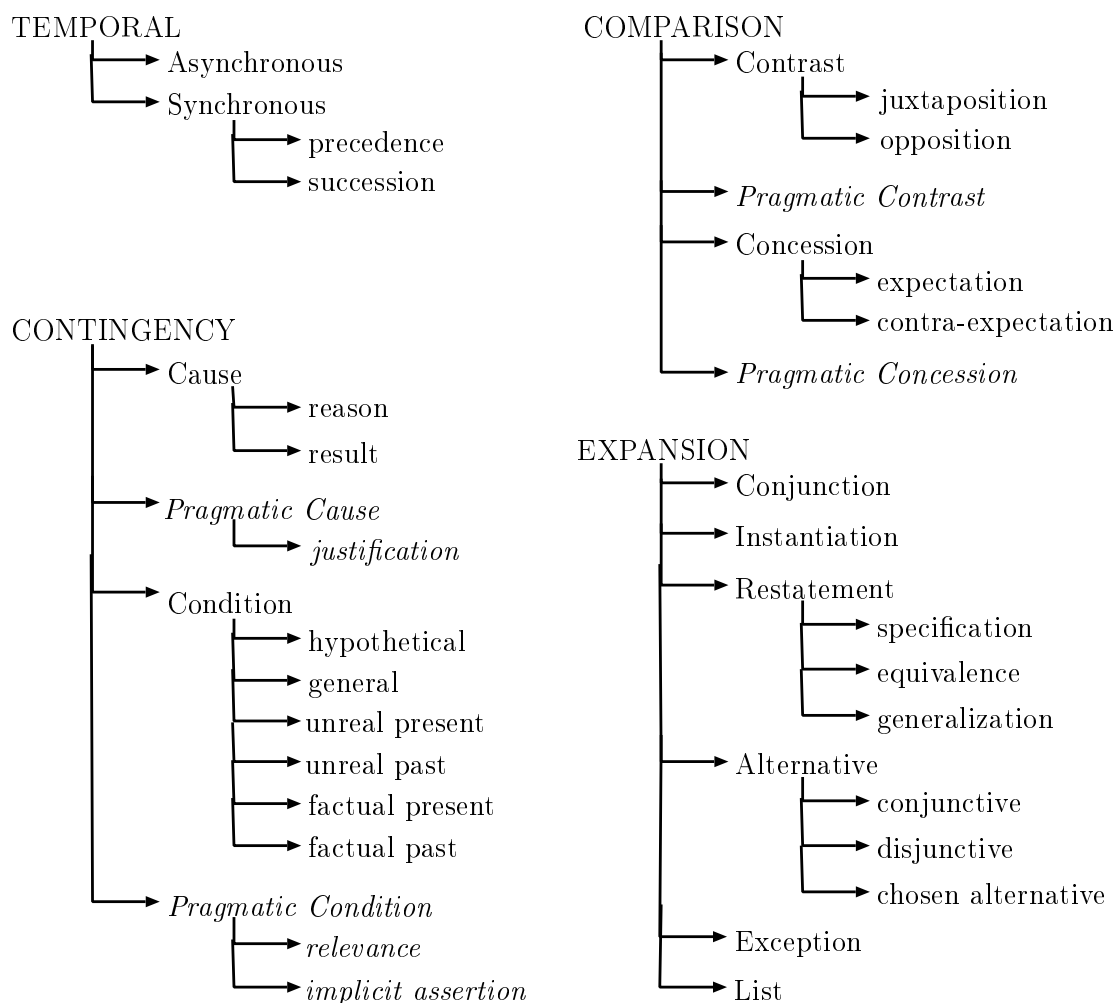 TEMPORAL
Asynchronous
Synchronous
precedence
succession
CONTINGENCY
Cause
reason
result
Pragmatic Cause
justification
Condition
hypothetical
general
unreal present
unreal past
factual present
factual past
Pragmatic Condition
relevance
implicit assertion
COMPARISON
Contrast
juxtaposition
opposition
Pragmatic Contrast
Concession
expectation
contra-expectation
Pragmatic Concession
EXPANSION
Conjunction
Instantiation
Restatement
specification
equivalence
generalization
Alternative
conjunctive
disjunctive
chosen alternative
Exception
List